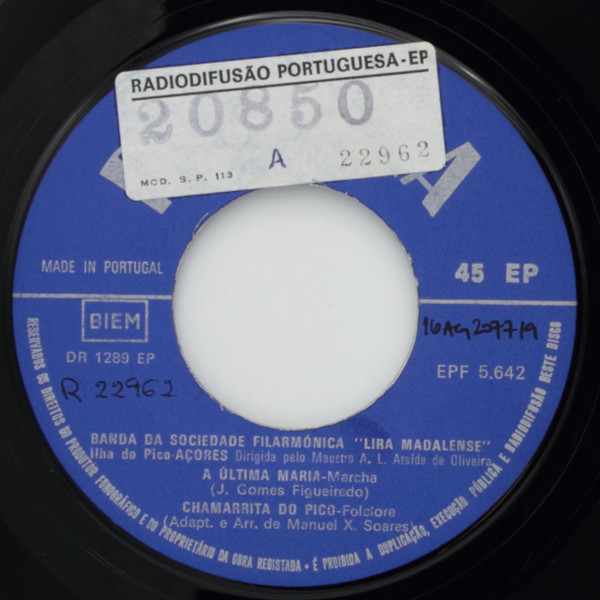 RADIODIFUSÃO PORTUGUESA-EP
20850
A 22962
MOD. S. P. 113
A
MADE IN PORTUGAL
45 EP
BIEM
DR 1289 EP
R 22962
EPF 5.642
BANDA DA SOCIEDADE FILARMÓNICA "LIRA MADALENSE"
Ilha do Pico-AÇORES Dirigida pelo Maestro A. L. Ataíde de Oliveira
A ÚLTIMA MARIA-Marcha
(J. Gomes Figueiredo)
CHAMARRITA DO PICO-Folclore
(Adapt. e Arr. de Manuel X. Soares)
RESERVADOS OS DIREITOS DO PRODUTOR FONOGRÁFICO E DO PROPRIETÁRIO DA OBRA REGISTADA - É PROIBIDA A DUPLICAÇÃO, EXECUÇÃO PÚBLICA E RADIODIFUSÃO DESTE DISCO